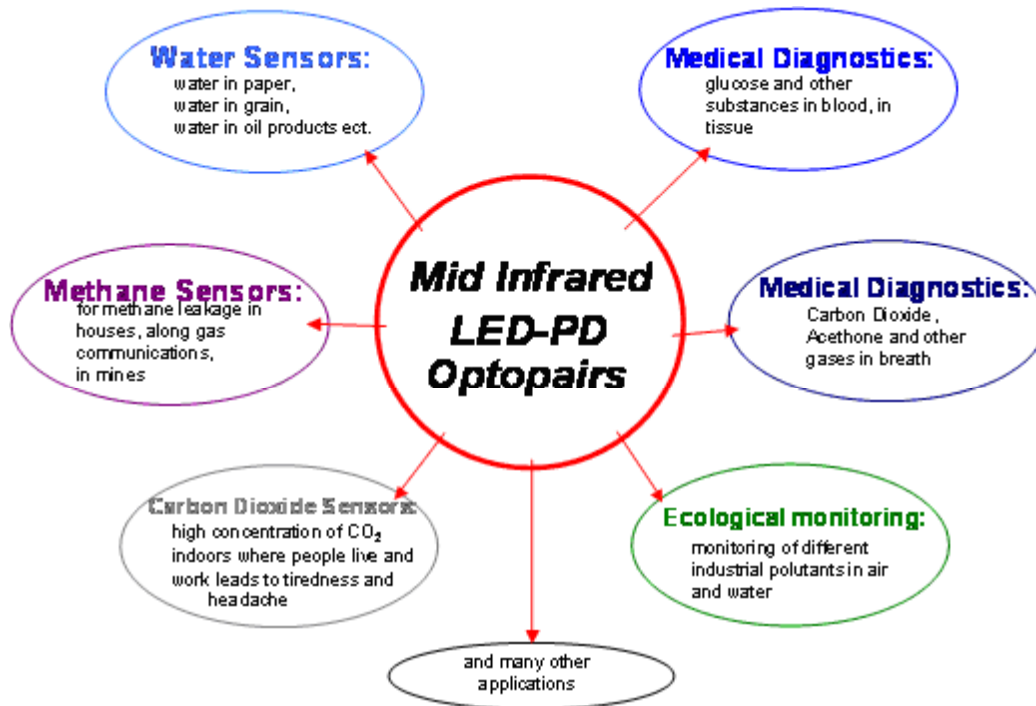 Water Sensors:
water in paper,
water in grain,
water in oil products ect.
Medical Diagnostics:
glucose and other
substances in blood, in
tissue
Mid Infrared
LED-PD
Optopairs
Methane Sensors:
for methane leakage in
houses, along gas
communications,
in mines
Medical Diagnostics:
Carbon Dioxide,
Acethone and other
gases in breath
Carbon Dioxide Sensors:
high concentration of CO₂
indoors where people live and
work leads to tiredness and
headache
Ecological monitoring:
monitoring of different
industrial polutants in air
and water
and many other
applications